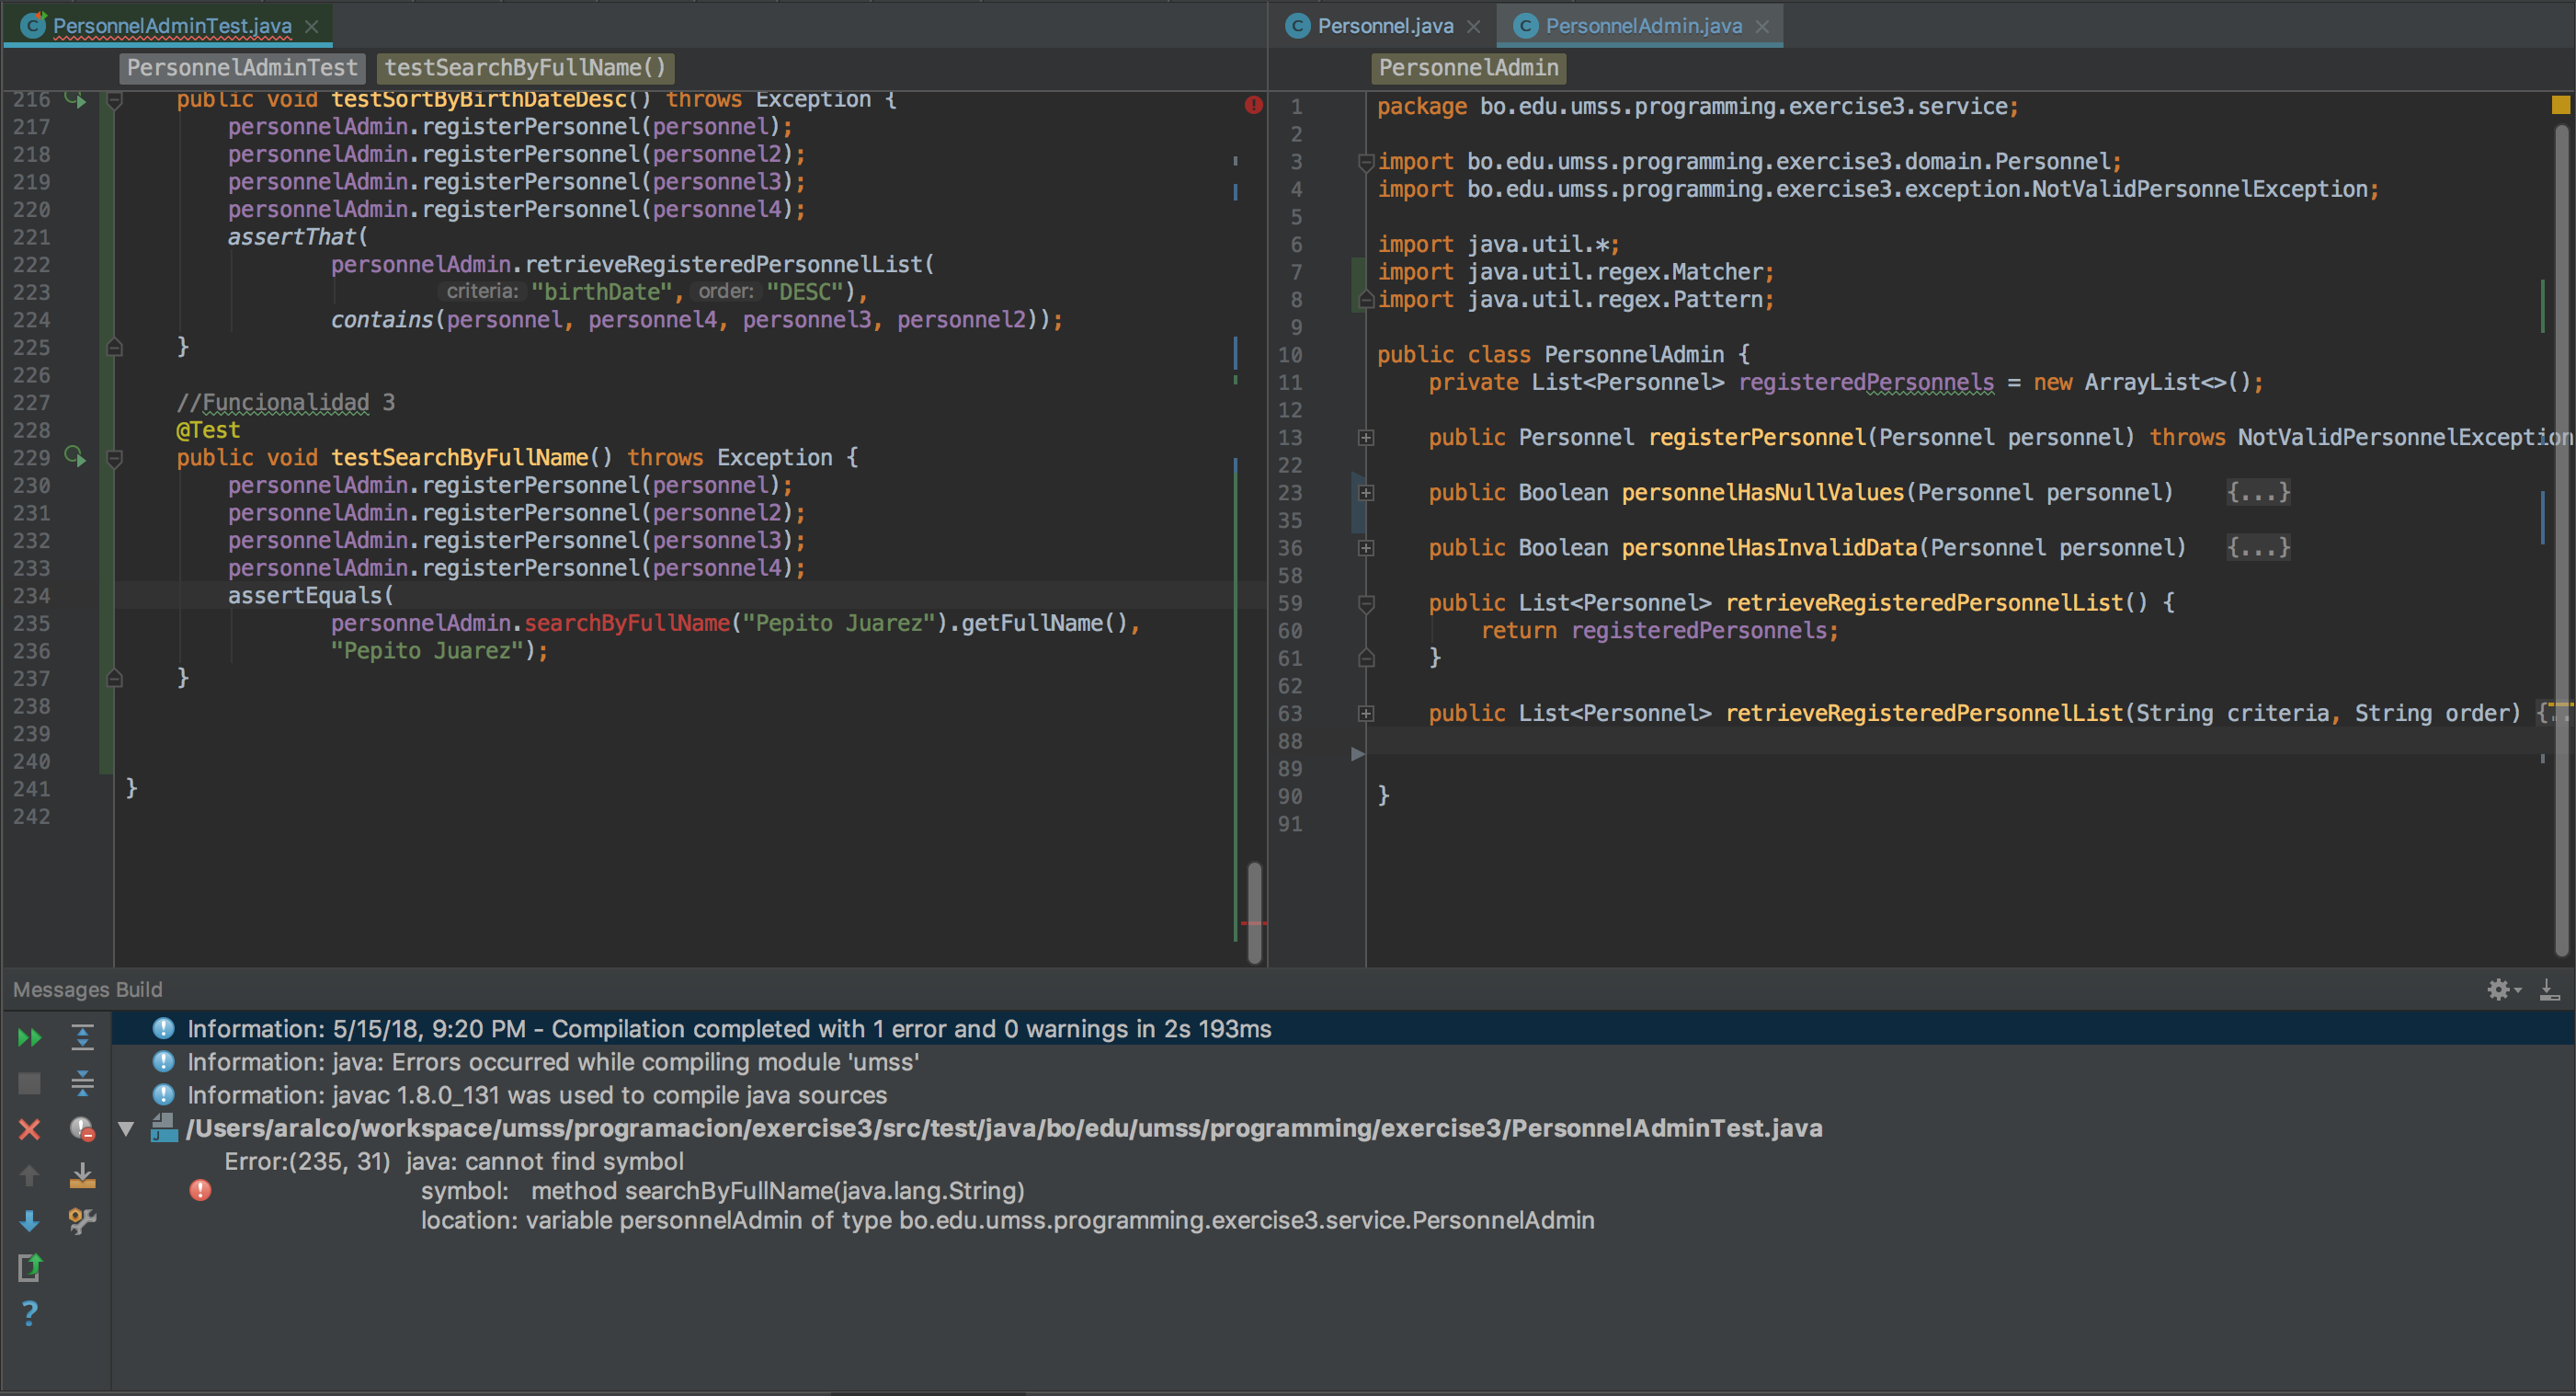 PersonnelAdminTest.java
PersonnelAdminTest testSearchByFullName()
216 public void testSortByBirthDateDesc() throws Exception {
217 personnelAdmin.registerPersonnel(personnel);
218 personnelAdmin.registerPersonnel(personnel2);
219 personnelAdmin.registerPersonnel(personnel3);
220 personnelAdmin.registerPersonnel(personnel4);
221 assertThat(
222 personnelAdmin.retrieveRegisteredPersonnelList(
223 criteria: "birthDate", order: "DESC"),
224 contains(personnel, personnel4, personnel3, personnel2));
225 }
226
227 //Funcionalidad 3
228 @Test
229 public void testSearchByFullName() throws Exception {
230 personnelAdmin.registerPersonnel(personnel);
231 personnelAdmin.registerPersonnel(personnel2);
232 personnelAdmin.registerPersonnel(personnel3);
233 personnelAdmin.registerPersonnel(personnel4);
234 assertEquals(
235 personnelAdmin.searchByFullName("Pepito Juarez").getFullName(),
236 "Pepito Juarez");
237 }
238
239
240
241 }
242
Personnel.java PersonnelAdmin.java
PersonnelAdmin
1 package bo.edu.umss.programming.exercise3.service;
2
3 import bo.edu.umss.programming.exercise3.domain.Personnel;
4 import bo.edu.umss.programming.exercise3.exception.NotValidPersonnelException;
5
6 import java.util.*;
7 import java.util.regex.Matcher;
8 import java.util.regex.Pattern;
9
10 public class PersonnelAdmin {
11 private List<Personnel> registeredPersonnels = new ArrayList<>();
12
13 public Personnel registerPersonnel(Personnel personnel) throws NotValidPersonnelException
22
23 public Boolean personnelHasNullValues(Personnel personnel) {...}
35
36 public Boolean personnelHasInvalidData(Personnel personnel) {...}
58
59 public List<Personnel> retrieveRegisteredPersonnelList() {
60 return registeredPersonnels;
61 }
62
63 public List<Personnel> retrieveRegisteredPersonnelList(String criteria, String order) {..
88
89
90 }
91
Messages Build
Information: 5/15/18, 9:20 PM - Compilation completed with 1 error and 0 warnings in 2s 193ms
Information: java: Errors occurred while compiling module 'umss'
Information: javac 1.8.0_131 was used to compile java sources
/Users/aralco/workspace/umss/programacion/exercise3/src/test/java/bo/edu/umss/programming/exercise3/PersonnelAdminTest.java
Error:(235, 31) java: cannot find symbol
symbol: method searchByFullName(java.lang.String)
location: variable personnelAdmin of type bo.edu.umss.programming.exercise3.service.PersonnelAdmin